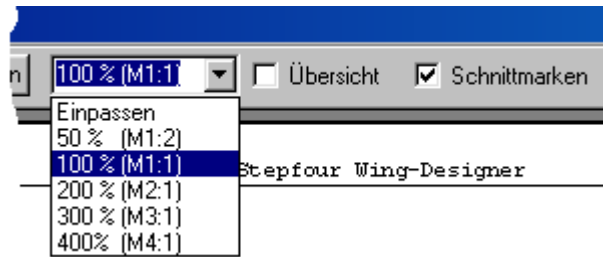 n 100 % (M1:1) Übersicht Schnittmarken
Einpassen
50 % (M1:2)
100 % (M1:1) Stepfour Wing-Designer
200 % (M2:1)
300 % (M3:1)
400% (M4:1)